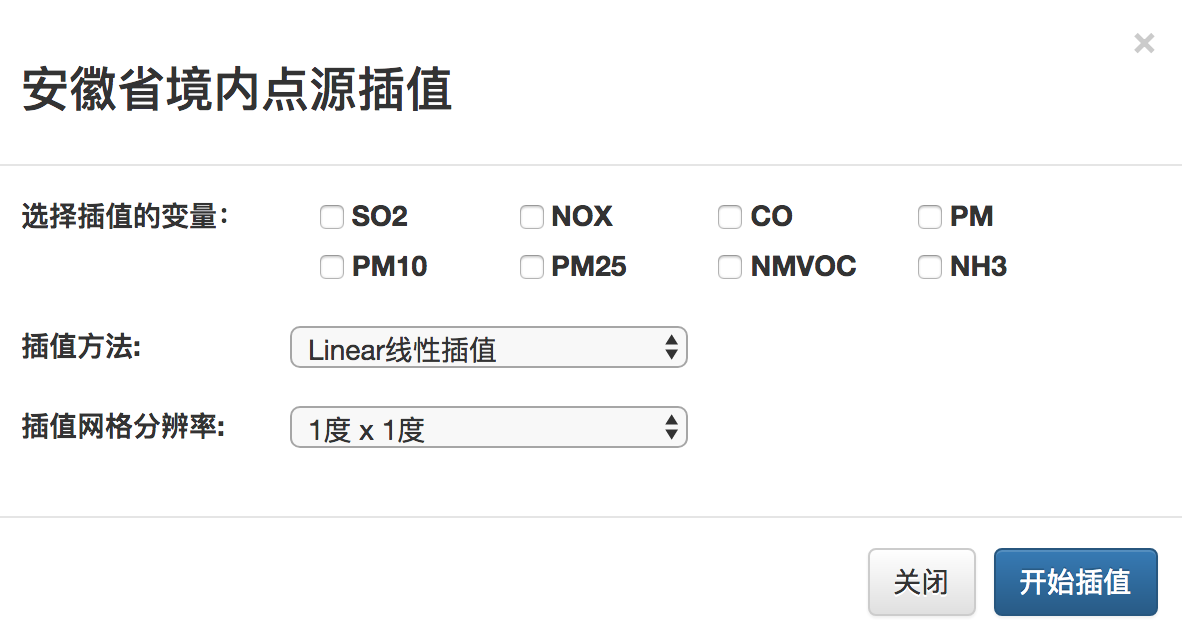 ×
安徽省境内点源插值
选择插值的变量：
SO2 NOX CO PM
PM10 PM25 NMVOC NH3
插值方法:
Linear线性插值
插值网格分辨率:
1度 x 1度
关闭 开始插值